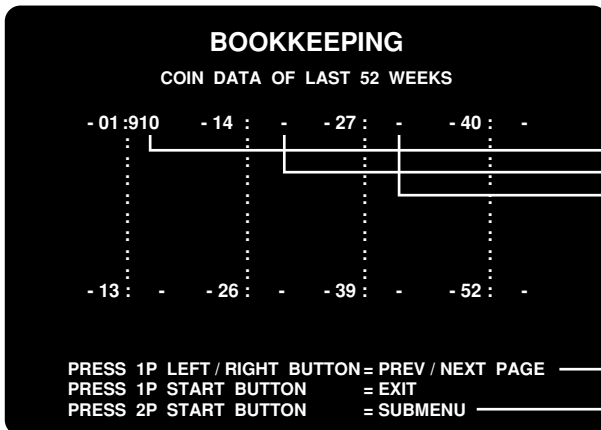 BOOKKEEPING
COIN DATA OF LAST 52 WEEKS
- 01 :910 - 14 : - - 27 : - - 40 : -
- 13 : - - 26 : - - 39 : - - 52 : -
PRESS 1P LEFT / RIGHT BUTTON = PREV / NEXT PAGE
PRESS 1P START BUTTON = EXIT
PRESS 2P START BUTTON = SUBMENU